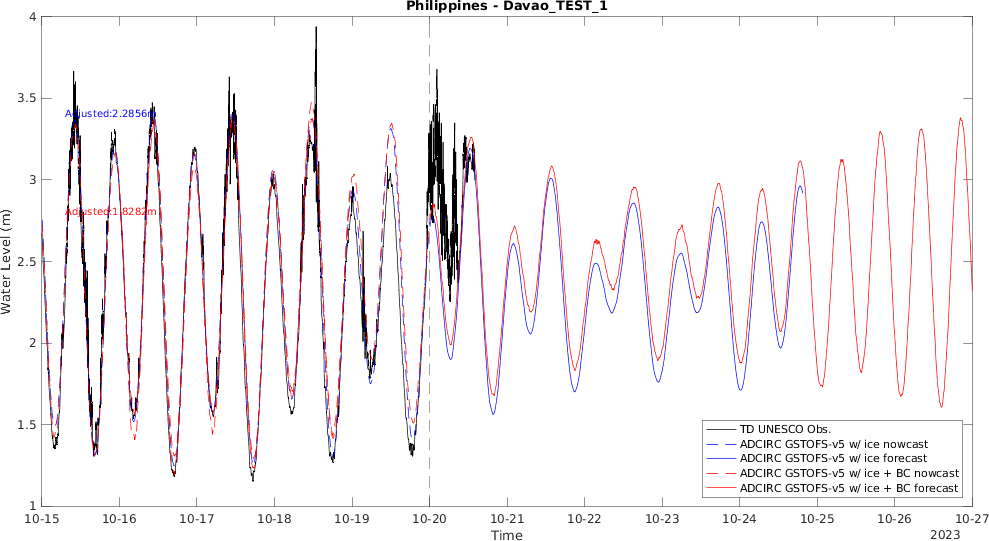 Philippines - Davao_TEST_1
Water Level (m)
4
3.5
3
2.5
2
1.5
1
Adjusted:2.2856m
Adjusted:1.8282m
TD UNESCO Obs.
ADCIRC GSTOFS-v5 w/ ice nowcast
ADCIRC GSTOFS-v5 w/ ice forecast
ADCIRC GSTOFS-v5 w/ ice + BC nowcast
ADCIRC GSTOFS-v5 w/ ice + BC forecast
10-15 10-16 10-17 10-18 10-19 10-20 10-21 10-22 10-23 10-24 10-25 10-26 10-27
Time
2023